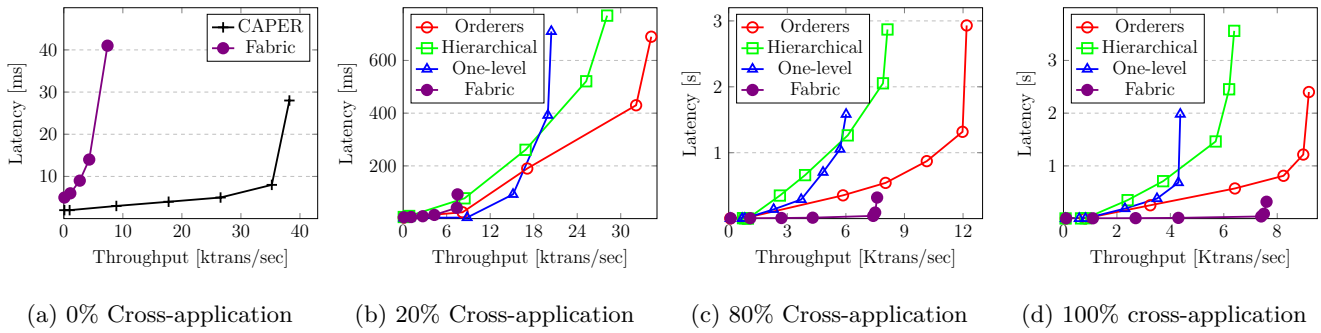 CAPER
Fabric
40
30
20
10
0
10
20
30
40
Latency [ms]
Throughput [ktrans/sec]
(a) 0% Cross-application
Orderers
Hierarchical
One-level
Fabric
600
400
200
0
6
12
18
24
30
Latency [ms]
Throughput [ktrans/sec]
(b) 20% Cross-application
Orderers
Hierarchical
One-level
Fabric
3
2
1
0
0
3
6
9
12
Latency [s]
Throughput [Ktrans/sec]
(c) 80% Cross-application
Orderers
Hierarchical
One-level
Fabric
3
2
1
0
0
2
4
6
8
Latency [s]
Throughput [Ktrans/sec]
(d) 100% cross-application